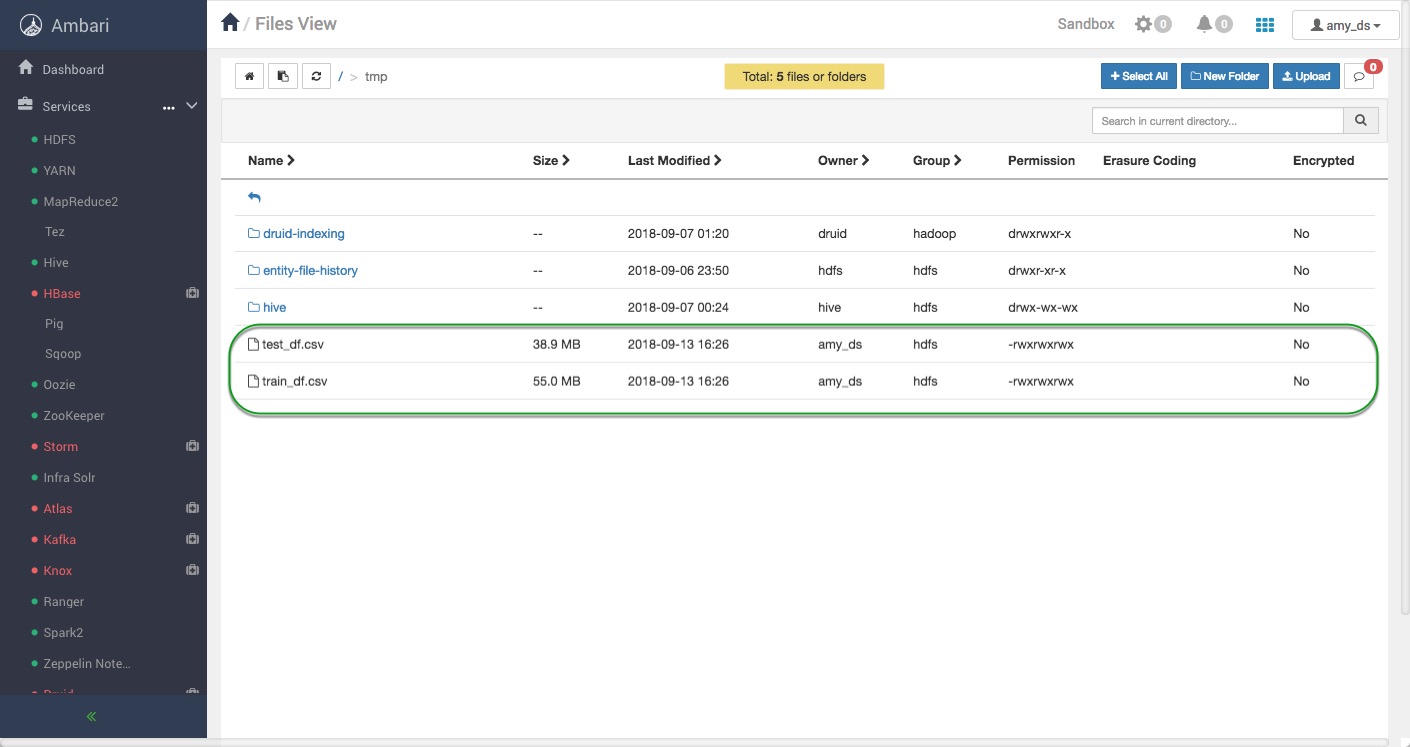 Ambari
/ Files View
Sandbox
0
0
amy_ds
Dashboard
Services
...
HDFS
YARN
MapReduce2
Tez
Hive
HBase
Pig
Sqoop
Oozie
ZooKeeper
Storm
Infra Solr
Atlas
Kafka
Knox
Ranger
Spark2
Zeppelin Note...
Druid
/ > tmp
Total: 5 files or folders
Select All
New Folder
Upload
0
Search in current directory...
Name Size Last Modified Owner Group Permission Erasure Coding Encrypted
druid-indexing -- 2018-09-07 01:20 druid hadoop drwxrwxr-x No
entity-file-history -- 2018-09-06 23:50 hdfs hdfs drwxr-xr-x No
hive -- 2018-09-07 00:24 hive hdfs drwx-wx-wx No
test_df.csv 38.9 MB 2018-09-13 16:26 amy_ds hdfs -rwxrwxrwx No
train_df.csv 55.0 MB 2018-09-13 16:26 amy_ds hdfs -rwxrwxrwx No